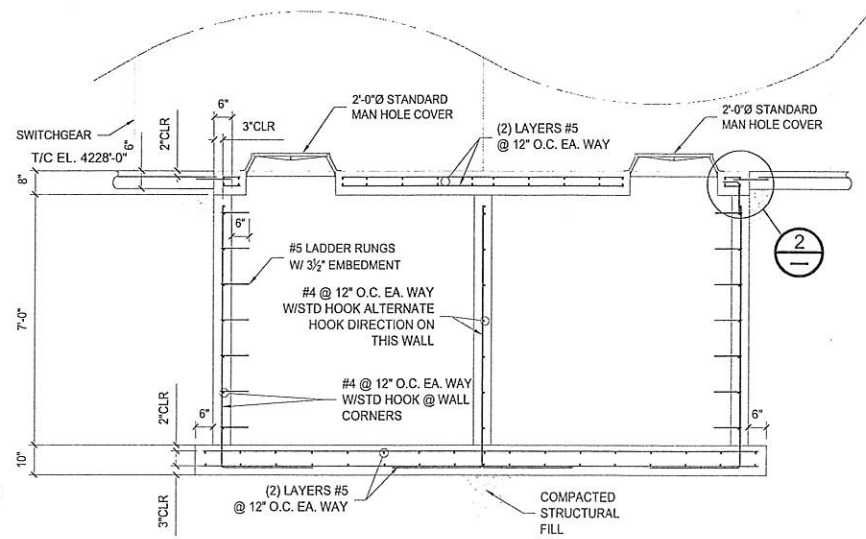 6"
3"CLR
2'-0"Ø STANDARD
MAN HOLE COVER
(2) LAYERS #5
@ 12" O.C. EA. WAY
2'-0"Ø STANDARD
MAN HOLE COVER
SWITCHGEAR
T/C EL. 4228'-0"
6"
2"CLR
8"
6"
#5 LADDER RUNGS
W/ 3½" EMBEDMENT
2
#4 @ 12" O.C. EA. WAY
W/STD HOOK ALTERNATE
HOOK DIRECTION ON
THIS WALL
7'-0"
#4 @ 12" O.C. EA. WAY
W/STD HOOK @ WALL
CORNERS
2"CLR
6"
6"
10"
3"CLR
(2) LAYERS #5
@ 12" O.C. EA. WAY
COMPACTED
STRUCTURAL
FILL